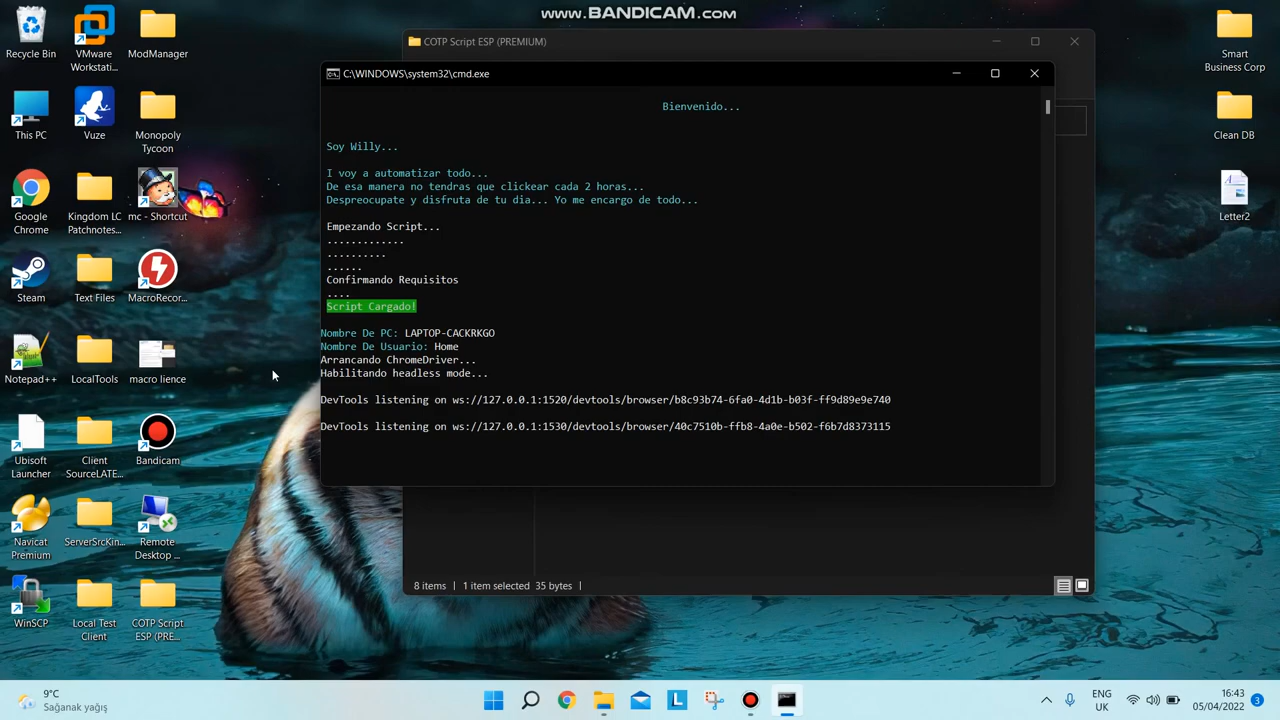 www.BANDICAM.com
Recycle Bin
VMware Workstati...
ModManager
This PC
Vuze
Monopoly Tycoon
Google Chrome
Kingdom LC Patchnotes...
mc - Shortcut
Steam
Text Files
MacroRecor...
Notepad++
LocalTools
macro lience
Ubisoft Launcher
Client SourceLATE...
Bandicam
Navicat Premium
ServerSrcKin...
Remote Desktop ...
WinSCP
Local Test Client
COTP Script ESP (PRE...
Smart Business Corp
Clean DB
Letter2
COTP Script ESP (PREMIUM)
C:\WINDOWS\system32\cmd.exe
Bienvenido...
Soy Willy...
I voy a automatizar todo...
De esa manera no tendras que clickear cada 2 horas...
Despreocupate y disfruta de tu dia... Yo me encargo de todo...
Empezando Script...
.............
..........
......
Confirmando Requisitos
....
Script Cargado!
Nombre De PC: LAPTOP-CACKRKGO
Nombre De Usuario: Home
Arrancando ChromeDriver...
Habilitando headless mode...
DevTools listening on ws://127.0.0.1:1520/devtools/browser/b8c93b74-6fa0-4d1b-b03f-ff9d89e9e740
DevTools listening on ws://127.0.0.1:1530/devtools/browser/40c7510b-ffb8-4a0e-b502-f6b7d8373115
8 items | 1 item selected 35 bytes |
9°C
Sağanak yağış
ENG
UK
16:43
05/04/2022
3